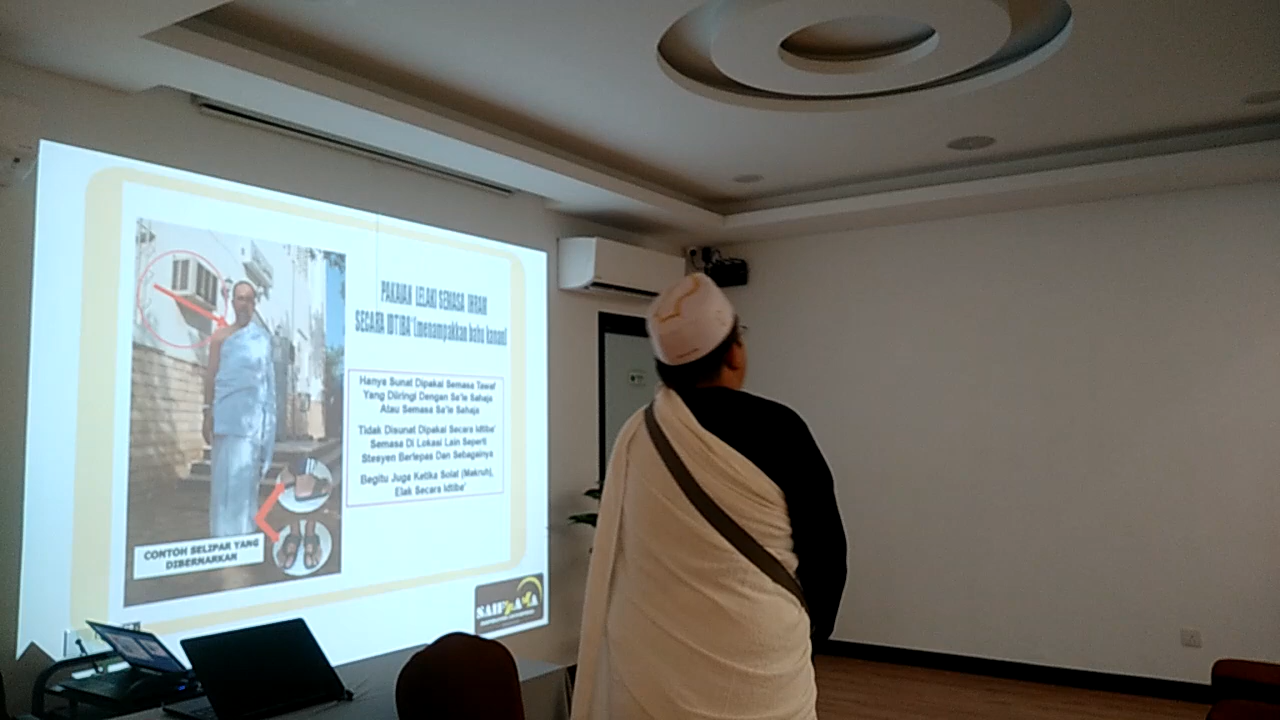 PAKAIAN LELAKI SEMASA IHRAM
SECARA IDTIBA' (menampakkan bahu kanan)
Hanya Sunat Dipakai Semasa Tawaf
Yang Diiringi Dengan Sa'ie Sahaja
Atau Semasa Sa'ie Sahaja
Tidak Disunat Dipakai Secara Idtiba'
Semasa Di Lokasi Lain Seperti
Stesyen Berlepas Dan Sebagainya
Begitu Juga Ketika Solat (Makruh),
Elak Secara Idtiba'
CONTOH SELIPAR YANG
DIBERNARKAN